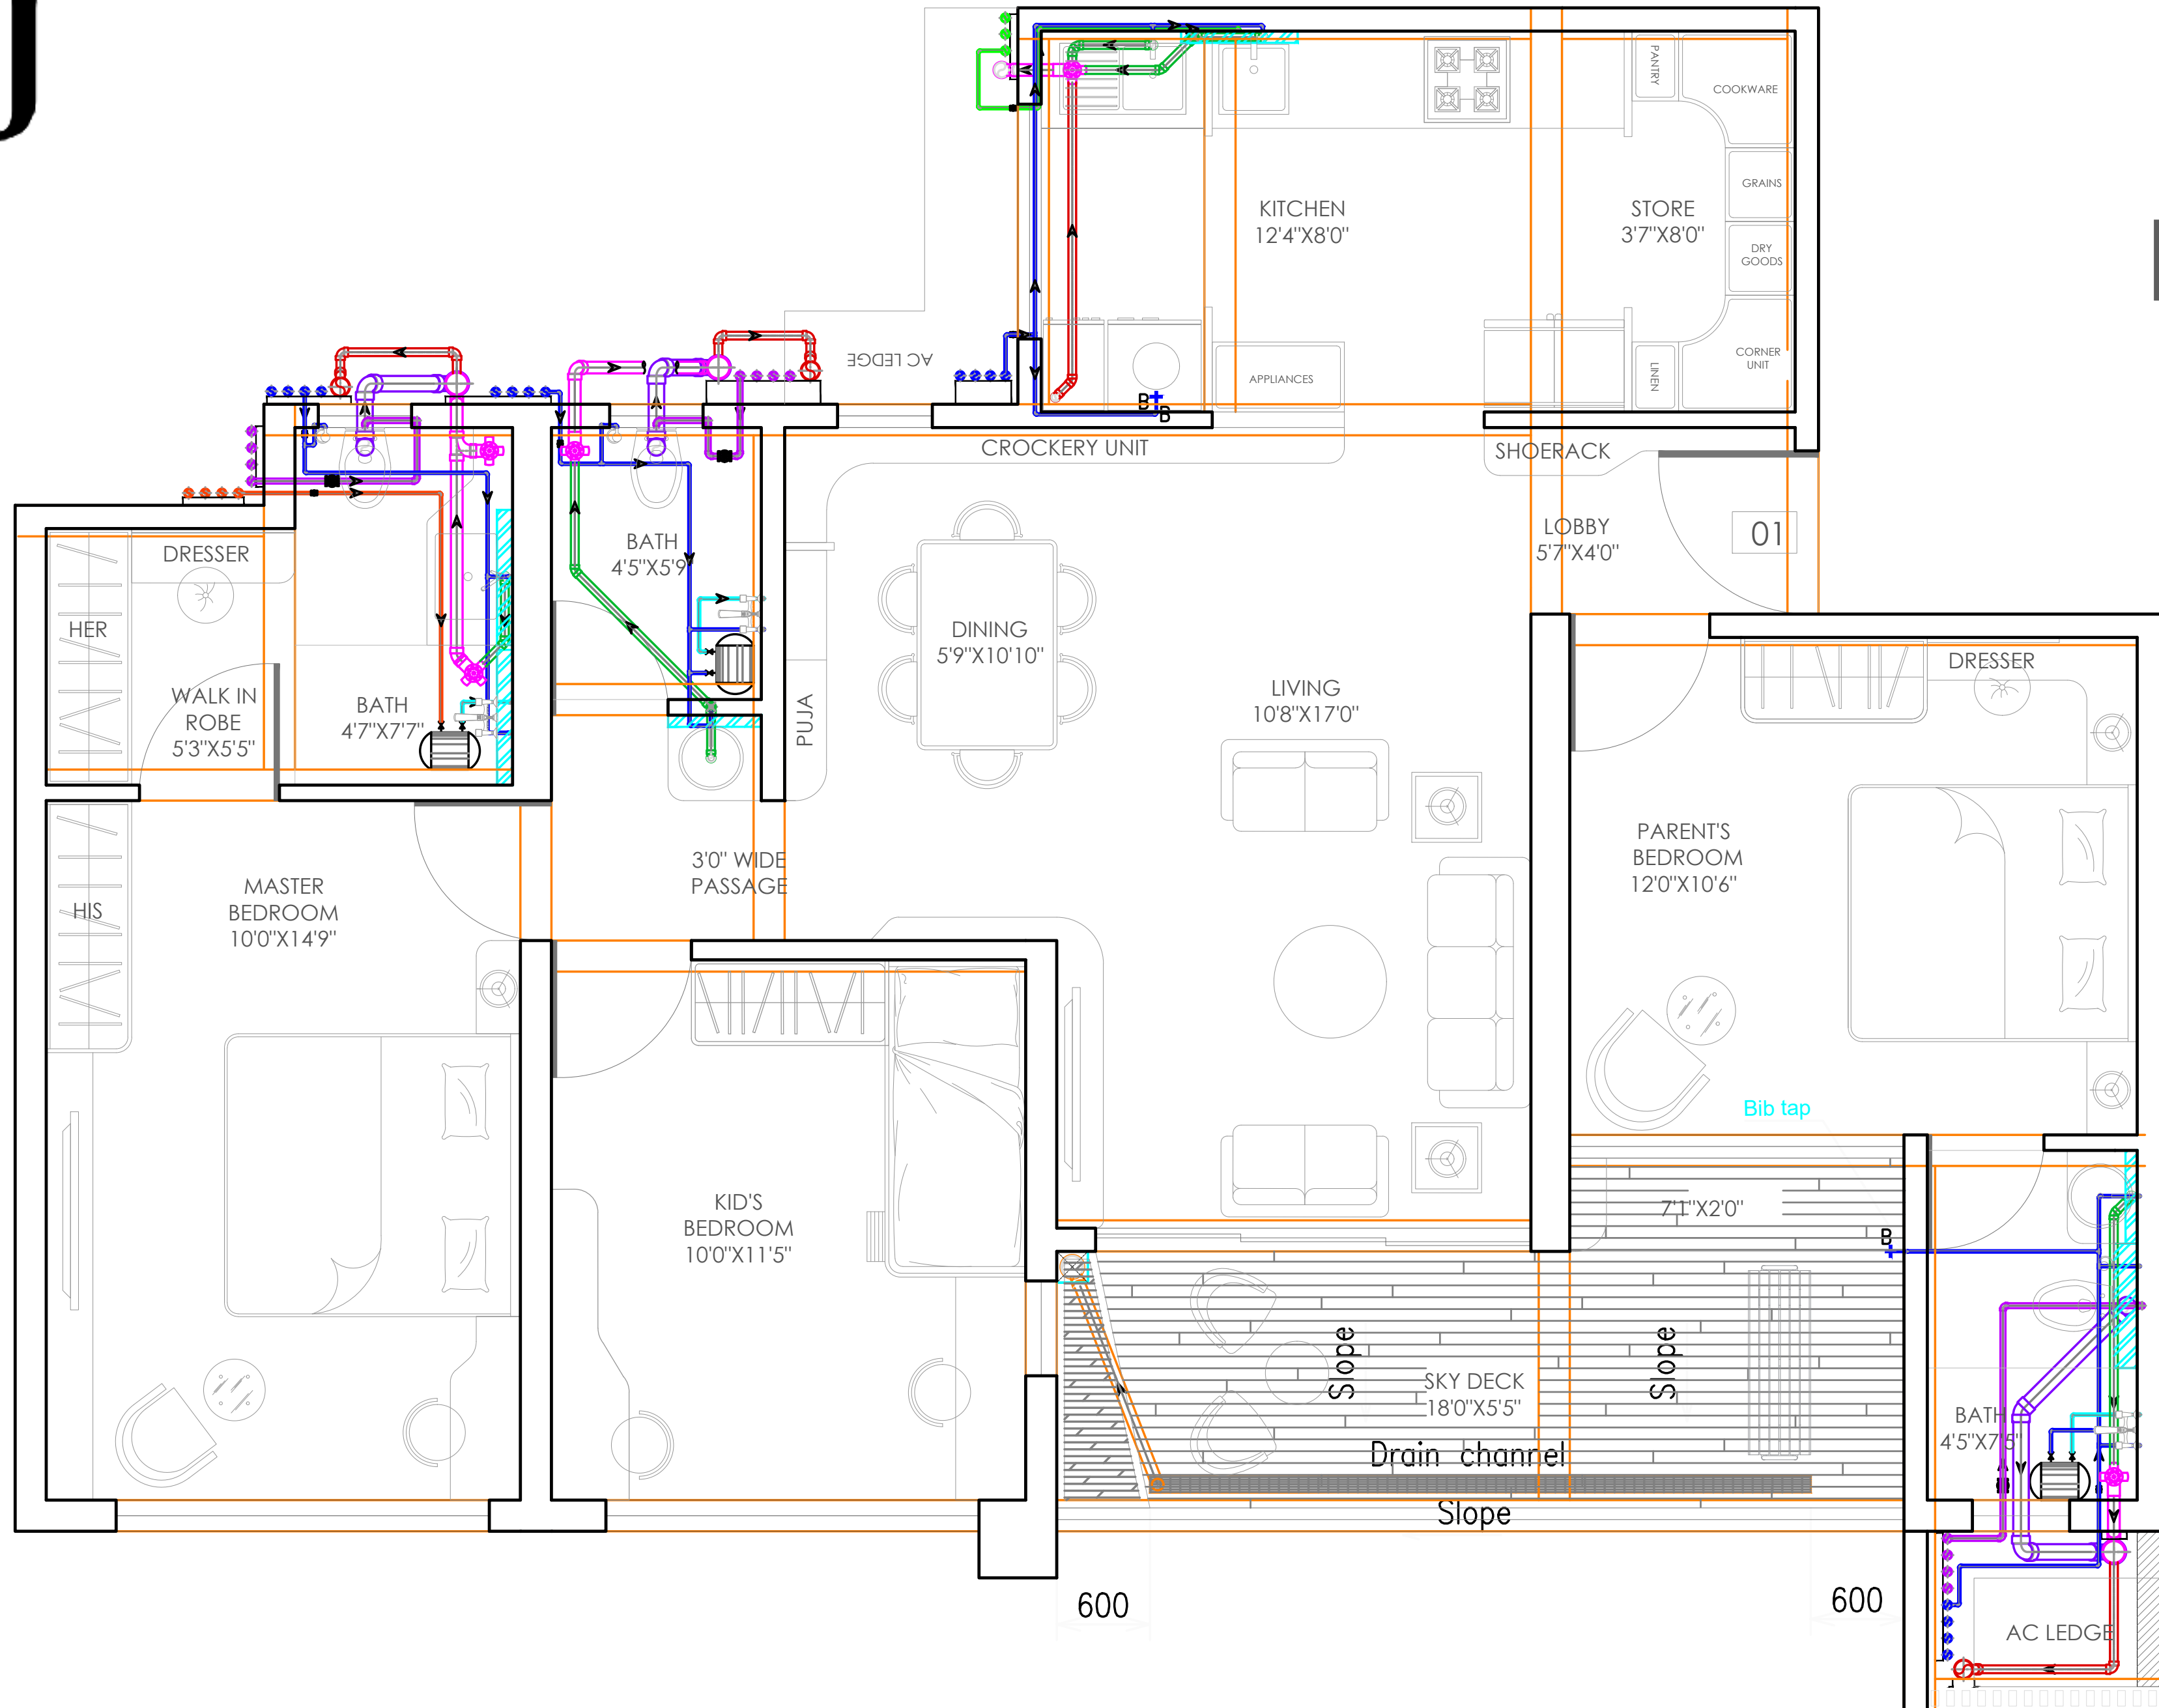 PANTRY
COOKWARE
GRAINS
KITCHEN
12'4"X8'0"
STORE
3'7"X8'0"
DRY
GOODS
AC LEDGE
APPLIANCES
LINEN
CORNER
UNIT
B
B
CROCKERY UNIT
SHOERACK
DRESSER
BATH
4'5"X5'9
LOBBY
5'7"X4'0"
01
HER
DINING
5'9"X10'10"
WALK IN
ROBE
5'3"X5'5"
BATH
4'7"X7'7"
PUJA
LIVING
10'8"X17'0"
DRESSER
3'0" WIDE
PASSAGE
PARENT'S
BEDROOM
12'0"X10'6"
HIS
MASTER
BEDROOM
10'0"X14'9"
Bib tap
KID'S
BEDROOM
10'0"X11'5"
7'1"X2'0"
B
Slope
Slope
SKY DECK
18'0"X5'5"
BATH
4'5"X7'5"
Drain channel
Slope
600
600
AC LEDGE